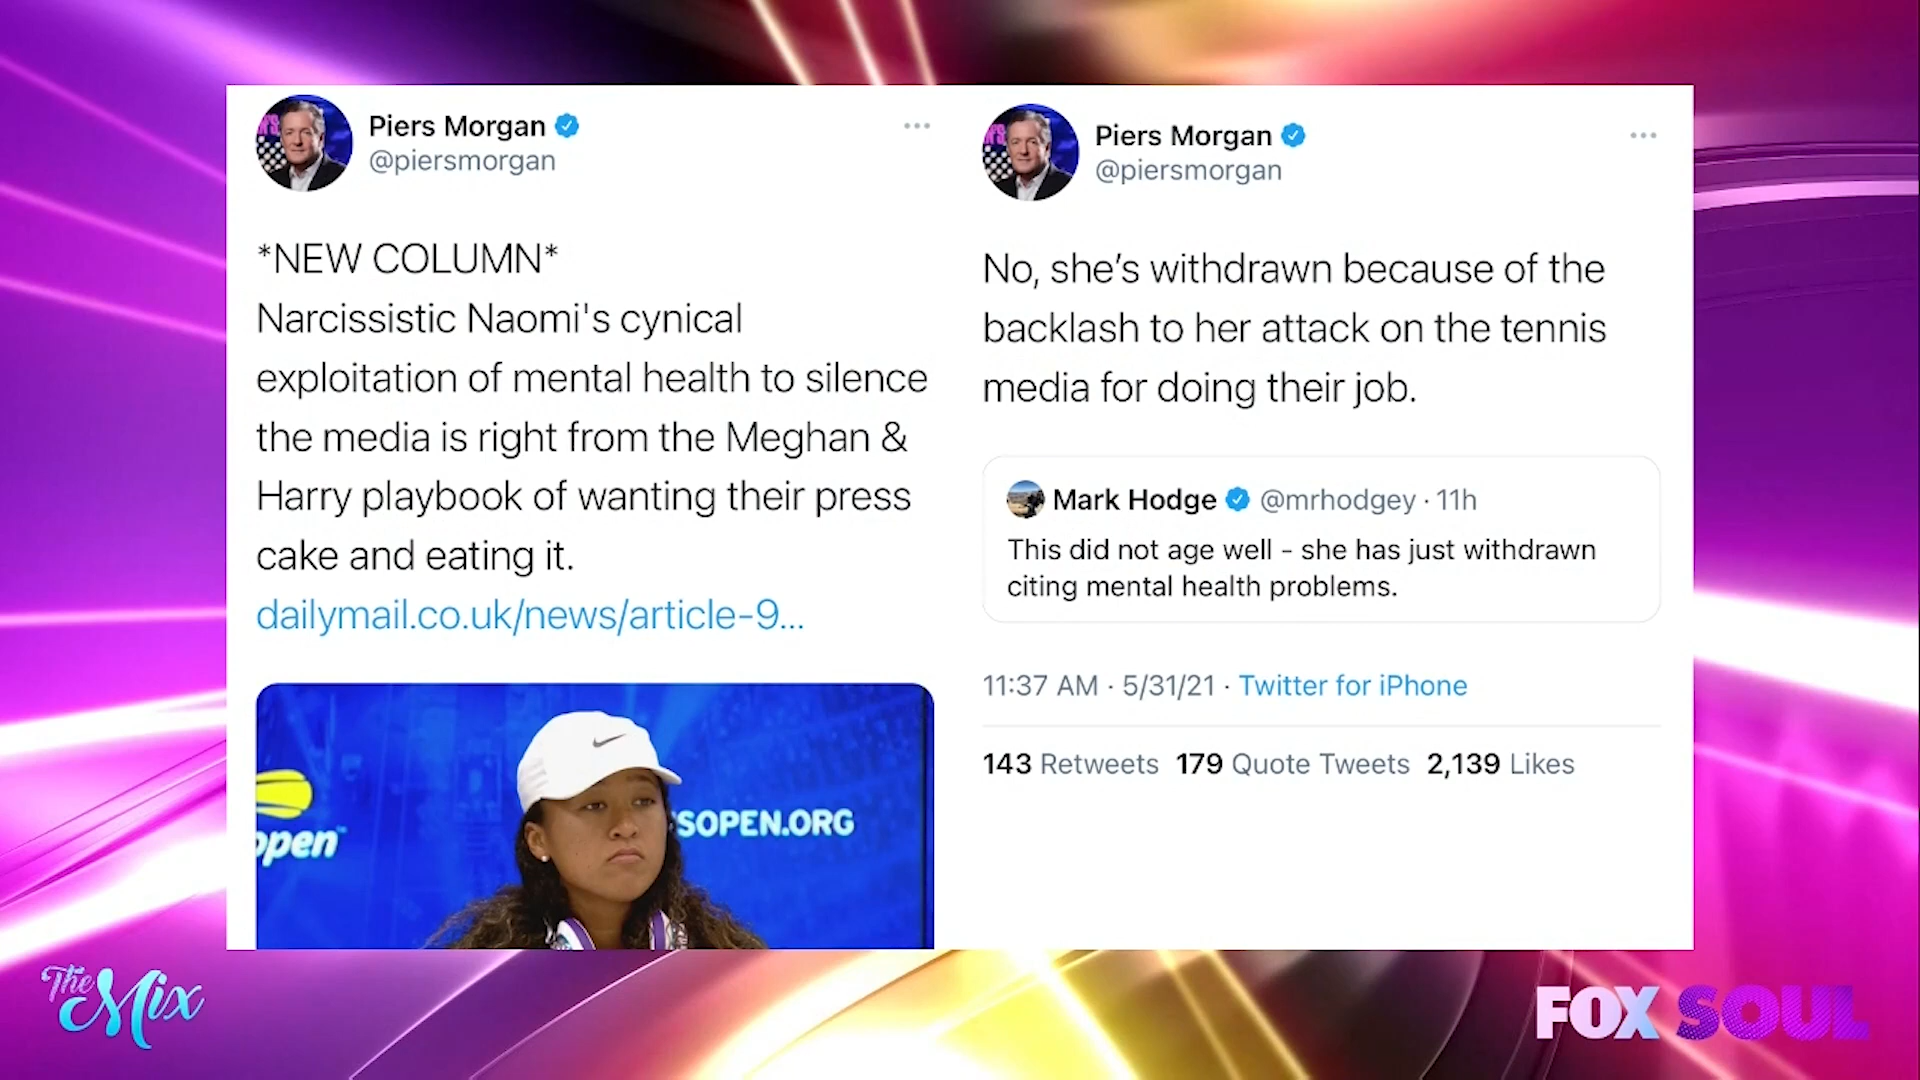 Piers Morgan
@piersmorgan
*NEW COLUMN*
Narcissistic Naomi's cynical
exploitation of mental health to silence
the media is right from the Meghan &
Harry playbook of wanting their press
cake and eating it.
dailymail.co.uk/news/article-9...
open
SOPEN.ORG
Piers Morgan
@piersmorgan
No, she's withdrawn because of the
backlash to her attack on the tennis
media for doing their job.
Mark Hodge @mrhodgey · 11h
This did not age well - she has just withdrawn
citing mental health problems.
11:37 AM · 5/31/21 · Twitter for iPhone
143 Retweets 179 Quote Tweets 2,139 Likes
The Mix
FOX SOUL